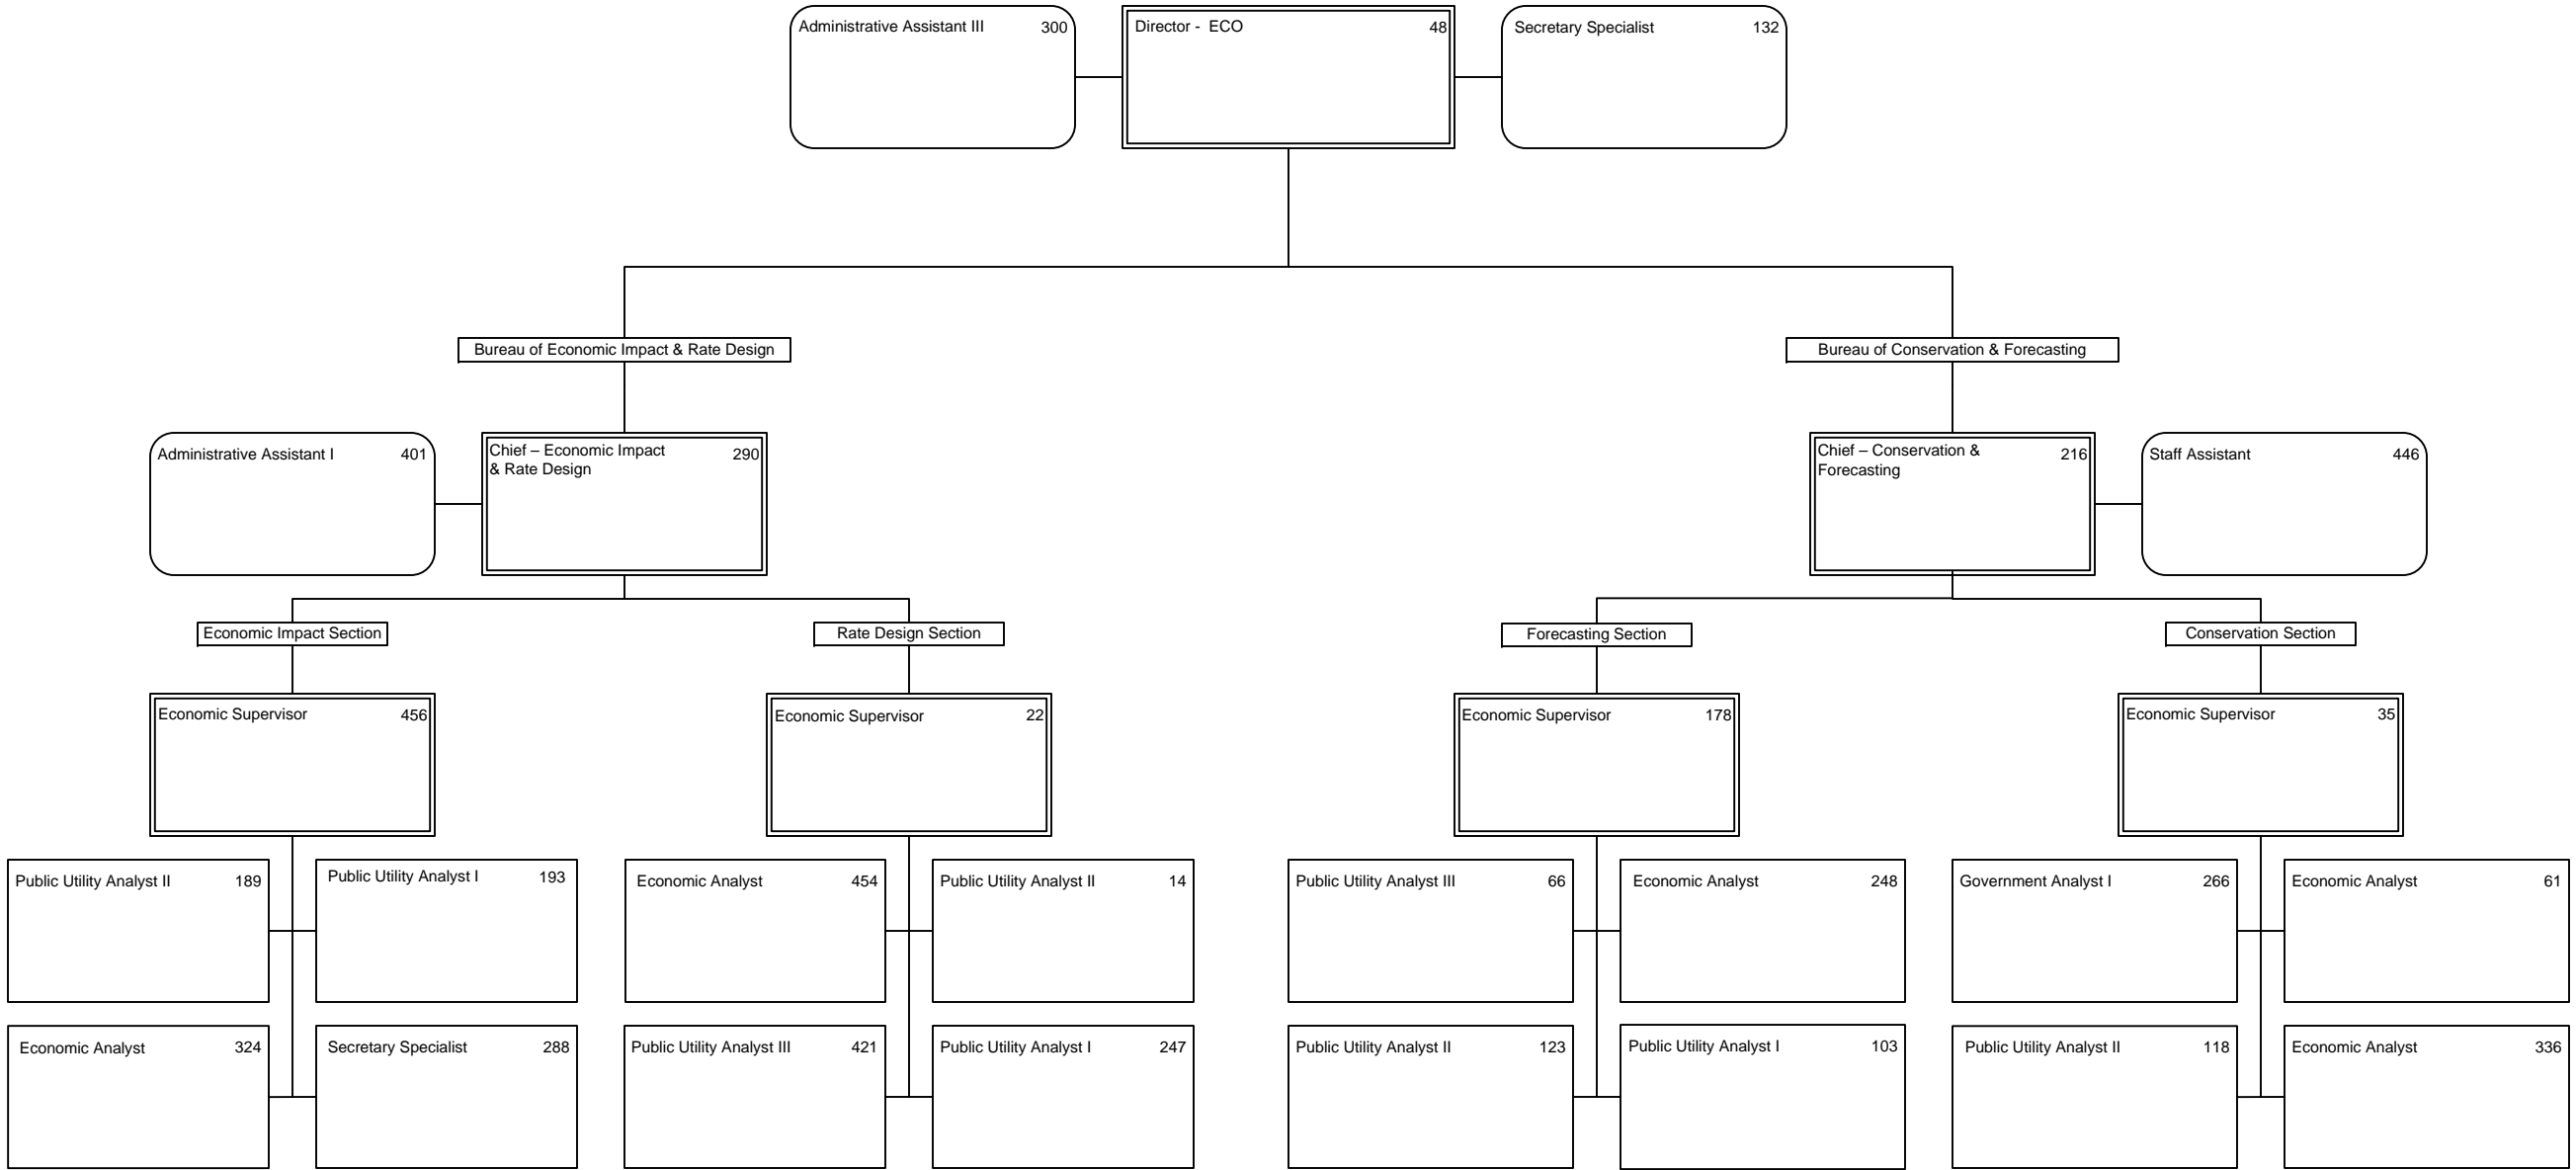 Administrative Assistant III 300
Director - ECO 48
Secretary Specialist 132
Bureau of Economic Impact & Rate Design
Bureau of Conservation & Forecasting
Administrative Assistant I 401
Chief – Economic Impact 290
& Rate Design
Chief – Conservation & 216
Forecasting
Staff Assistant 446
Economic Impact Section
Rate Design Section
Forecasting Section
Conservation Section
Economic Supervisor 456
Economic Supervisor 22
Economic Supervisor 178
Economic Supervisor 35
Public Utility Analyst II 189
Public Utility Analyst I 193
Economic Analyst 454
Public Utility Analyst II 14
Public Utility Analyst III 66
Economic Analyst 248
Government Analyst I 266
Economic Analyst 61
Economic Analyst 324
Secretary Specialist 288
Public Utility Analyst III 421
Public Utility Analyst I 247
Public Utility Analyst II 123
Public Utility Analyst I 103
Public Utility Analyst II 118
Economic Analyst 336